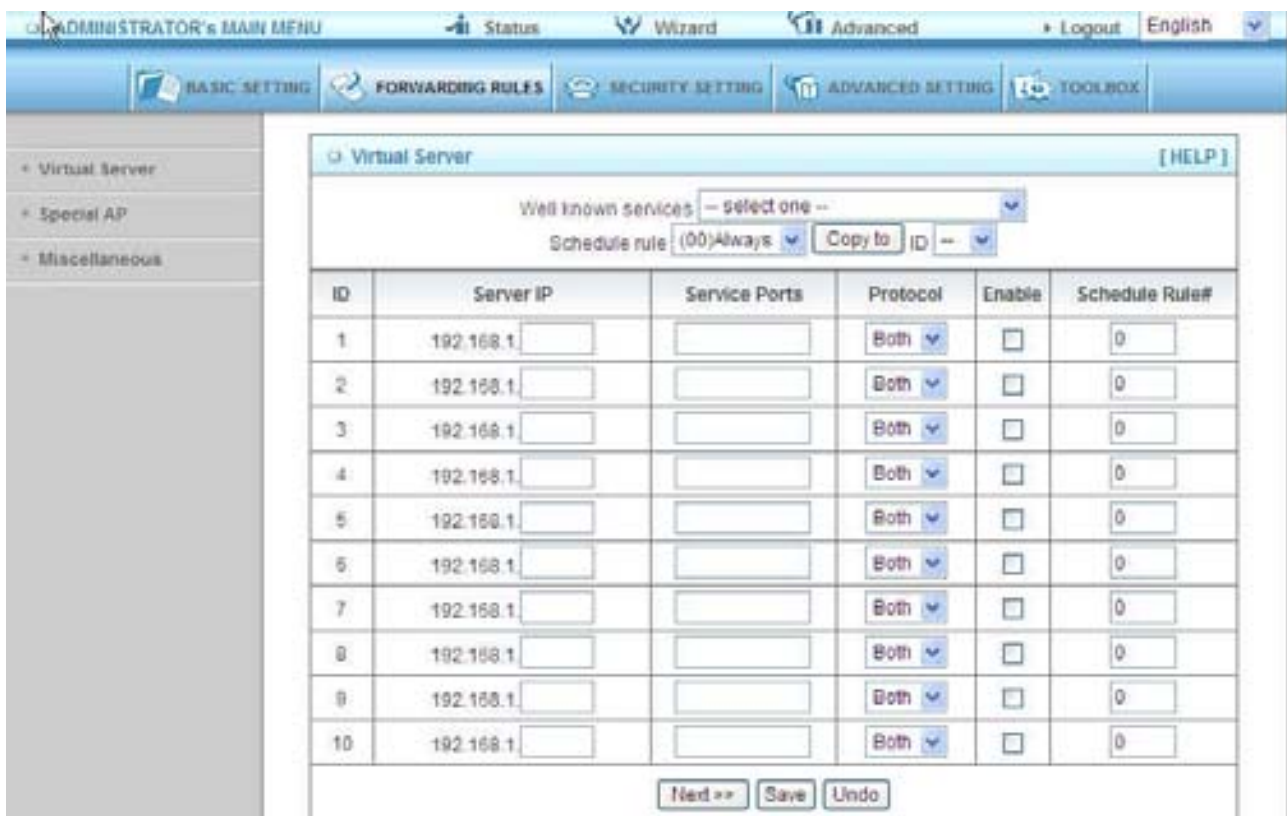 ADMINISTRATOR's MAIN MENU Status Wizard Advanced Logout English
BASIC SETTING FORWARDING RULES SECURITY SETTING ADVANCED SETTING TOOLBOX
Virtual Server
Special AP
Miscellaneous
Virtual Server [HELP]
Well known services -- select one --
Schedule rule (00)Always Copy to ID --
ID Server IP Service Ports Protocol Enable Schedule Rule#
1 192.168.1. Both 0
2 192.168.1. Both 0
3 192.168.1. Both 0
4 192.168.1. Both 0
5 192.168.1. Both 0
6 192.168.1. Both 0
7 192.168.1. Both 0
8 192.168.1. Both 0
9 192.168.1. Both 0
10 192.168.1. Both 0
Next >> Save Undo